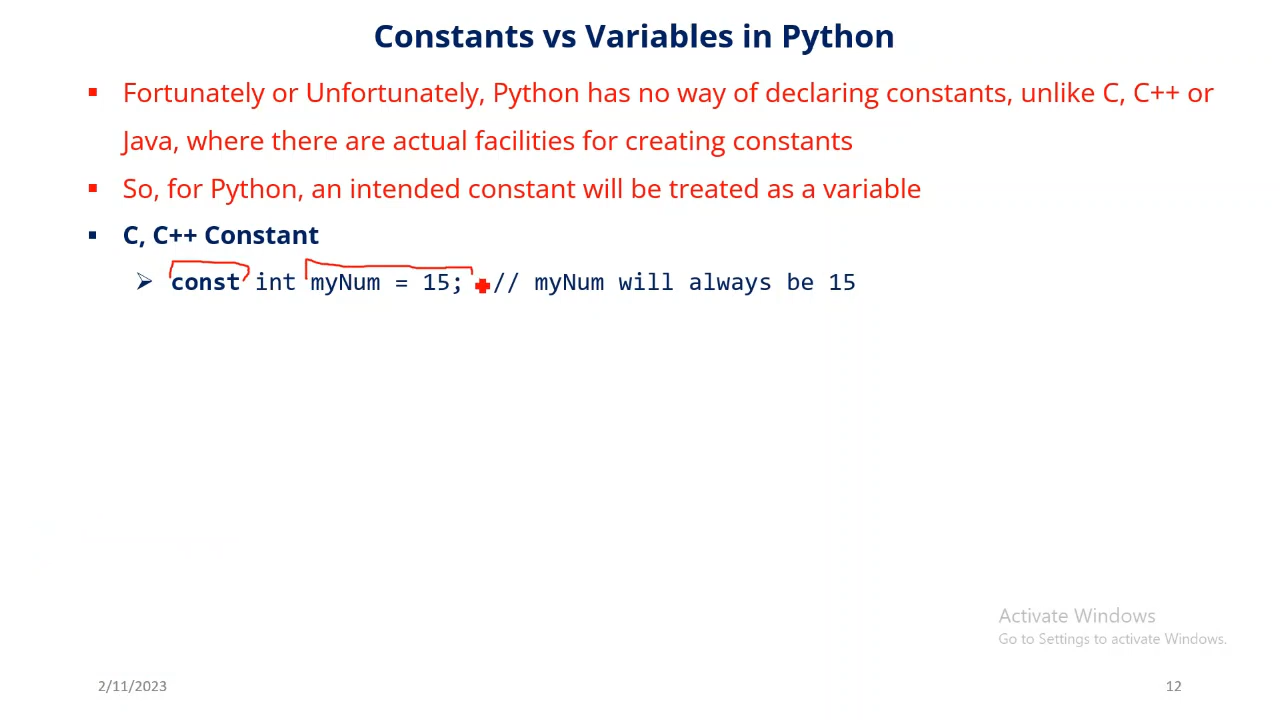 Constants vs Variables in Python
▪ Fortunately or Unfortunately, Python has no way of declaring constants, unlike C, C++ or
Java, where there are actual facilities for creating constants
▪ So, for Python, an intended constant will be treated as a variable
▪ C, C++ Constant
➢ const int myNum = 15; // myNum will always be 15
Activate Windows
Go to Settings to activate Windows.
2/11/2023
12